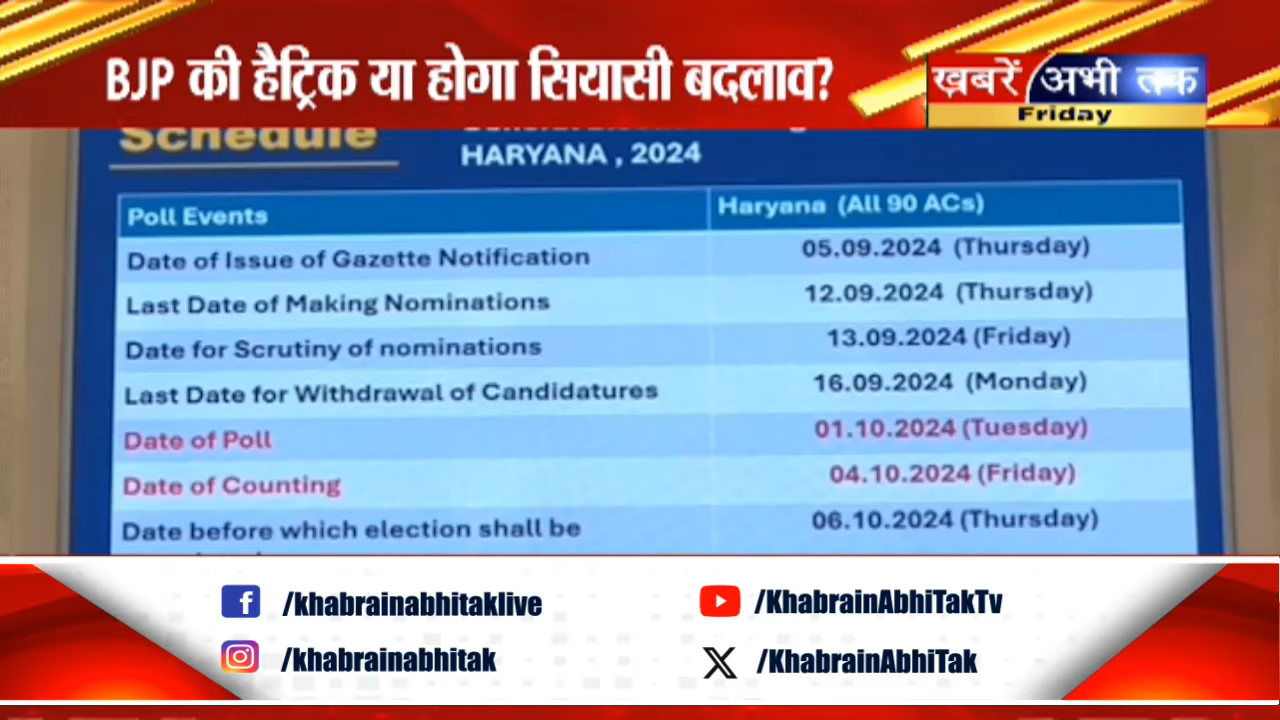 BJP की हैट्रिक या होगा सियासी बदलाव?
ख़बरें अभी तक
Friday
Schedule
HARYANA , 2024
Poll Events Haryana (All 90 ACs)
Date of Issue of Gazette Notification 05.09.2024 (Thursday)
Last Date of Making Nominations 12.09.2024 (Thursday)
Date for Scrutiny of nominations 13.09.2024 (Friday)
Last Date for Withdrawal of Candidatures 16.09.2024 (Monday)
Date of Poll 01.10.2024 (Tuesday)
Date of Counting 04.10.2024 (Friday)
Date before which election shall be 06.10.2024 (Thursday)
/khabrainabhitaklive
/KhabrainAbhiTakTv
/khabrainabhitak
/KhabrainAbhiTak